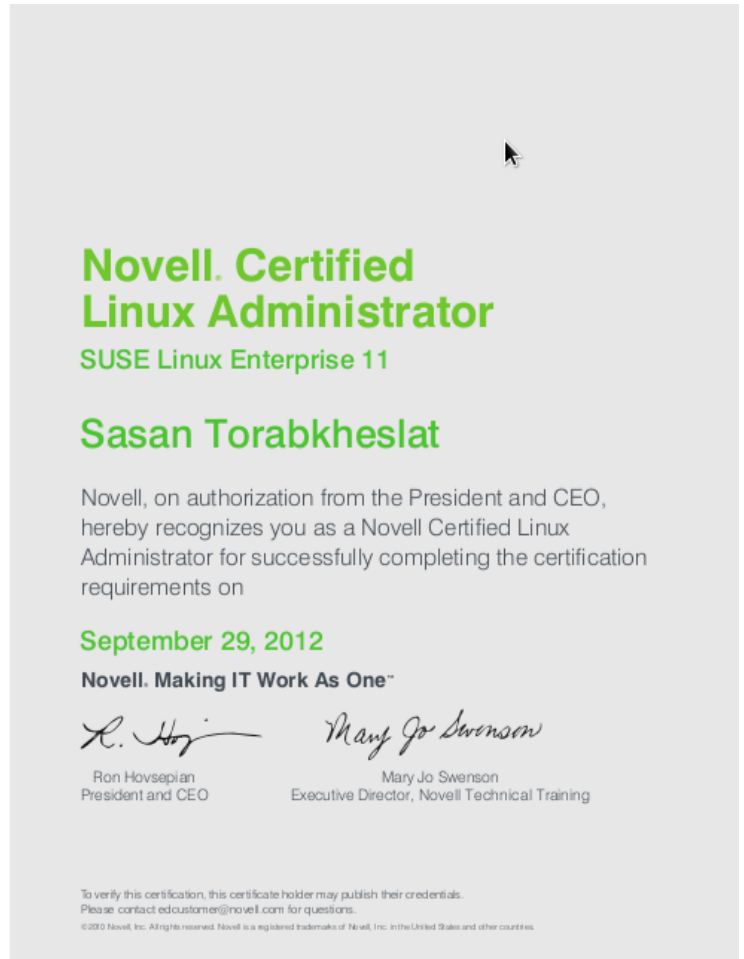 Novell® Certified
Linux Administrator
SUSE Linux Enterprise 11
Sasan Torabkheslat
Novell, on authorization from the President and CEO,
hereby recognizes you as a Novell Certified Linux
Administrator for successfully completing the certification
requirements on
September 29, 2012
Novell® Making IT Work As One™
R. Hov
Mary Jo Swenson
Ron Hovsepian
President and CEO
Mary Jo Swenson
Executive Director, Novell Technical Training
To verify this certification, this certificate holder may publish their credentials.
Please contact edcustomer@novell.com for questions.
©2010 Novell, Inc. All rights reserved. Novell is a registered trademarks of Novell, Inc. in the United States and other countries.